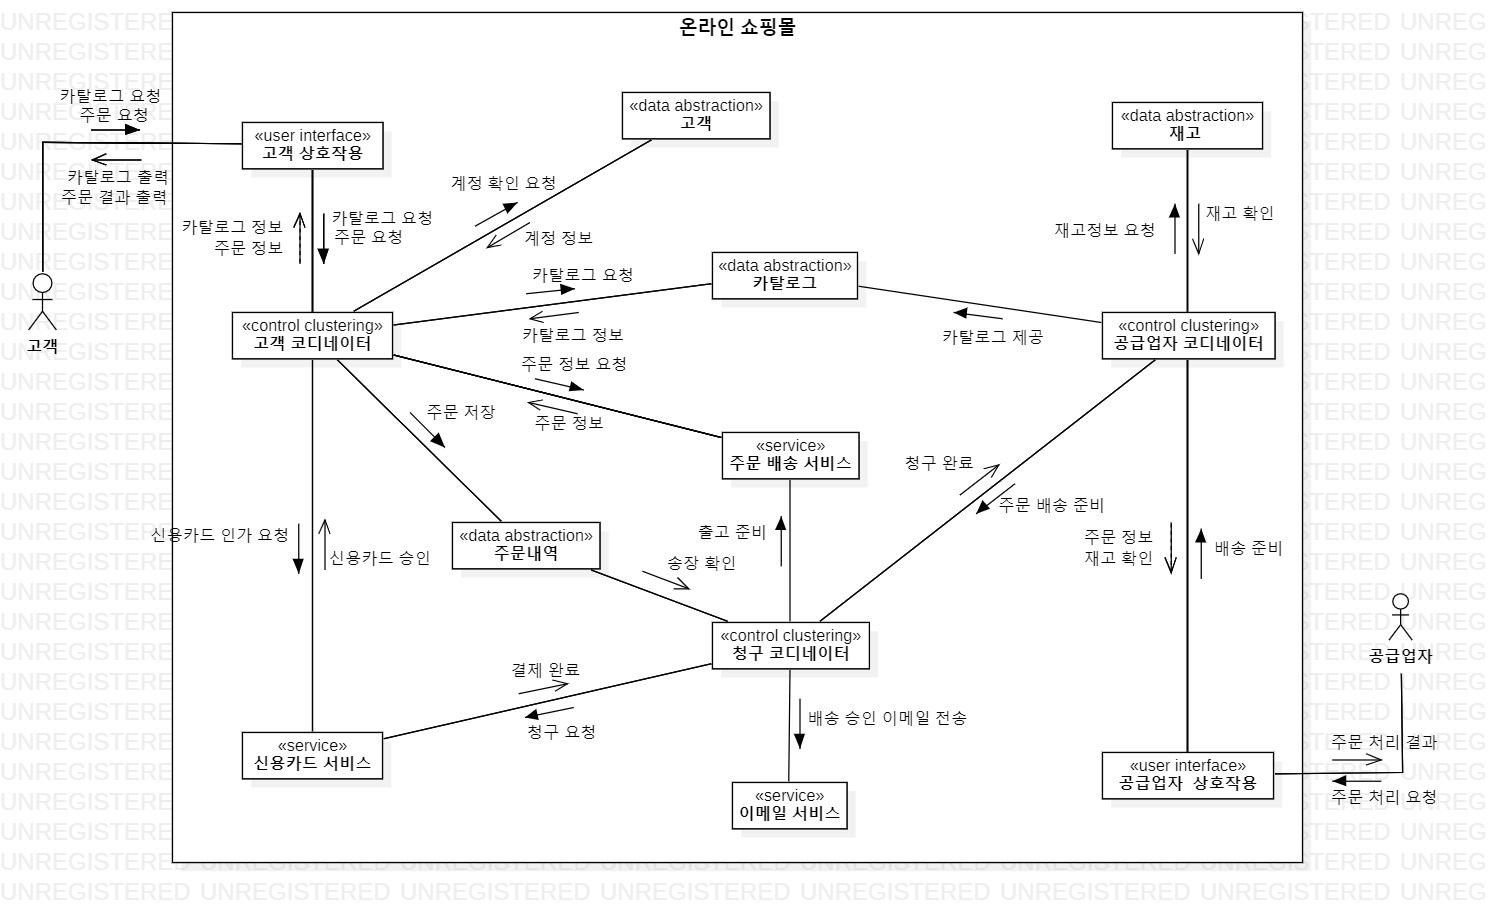 온라인 쇼핑몰
카탈로그 요청
주문 요청
카탈로그 출력
주문 결과 출력
고객
«user interface»
고객 상호작용
«data abstraction»
고객
«data abstraction»
재고
카탈로그 정보
주문 정보
카탈로그 요청
주문 요청
계정 확인 요청
계정 정보
재고정보 요청
재고 확인
«data abstraction»
카탈로그
카탈로그 요청
카탈로그 정보
카탈로그 제공
«control clustering»
고객 코디네이터
«control clustering»
공급업자 코디네이터
주문 정보 요청
주문 정보
주문 저장
«service»
주문 배송 서비스
청구 완료
주문 배송 준비
신용카드 인가 요청
신용카드 승인
«data abstraction»
주문내역
출고 준비
송장 확인
주문 정보
재고 확인
배송 준비
«control clustering»
청구 코디네이터
공급업자
결제 완료
청구 요청
배송 승인 이메일 전송
주문 처리 결과
주문 처리 요청
«service»
신용카드 서비스
«service»
이메일 서비스
«user interface»
공급업자  상호작용
UNREGISTERED UNREGISTERED UNREGISTERED UNREGISTERED UNREGISTERED UNREGISTERED UNREGISTERED UNREG